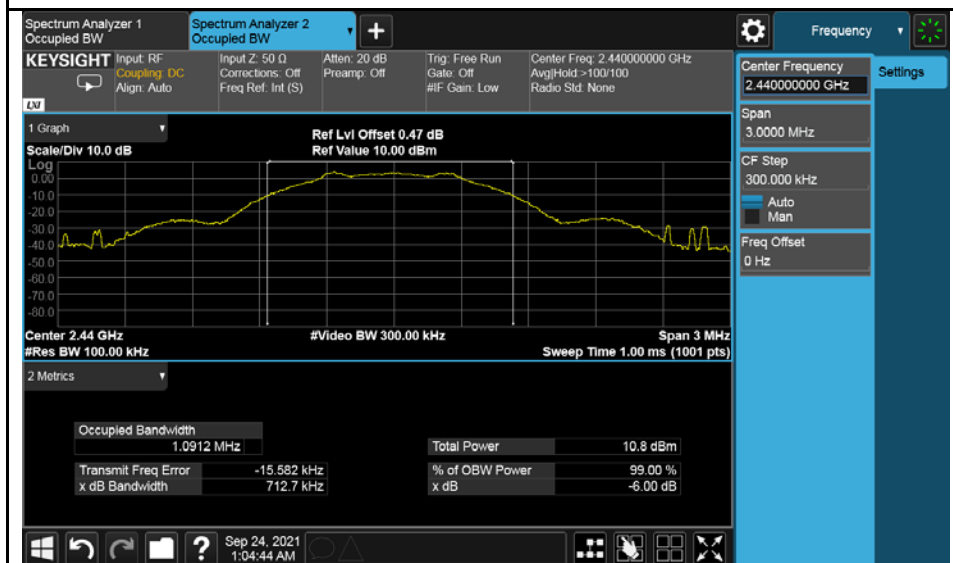 Spectrum Analyzer 1
Occupied BW
Spectrum Analyzer 2
Occupied BW
Frequency
KEYSIGHT
LXI
Input: RF
Coupling: DC
Align: Auto
Input Z: 50 Ω
Corrections: Off
Freq Ref: Int (S)
Atten: 20 dB
Preamp: Off
Trig: Free Run
Gate: Off
#IF Gain: Low
Center Freq: 2.440000000 GHz
Avg|Hold:>100/100
Radio Std: None
Center Frequency
2.440000000 GHz
Settings
Span
3.0000 MHz
CF Step
300.000 kHz
Auto
Man
Freq Offset
0 Hz
1 Graph
Scale/Div 10.0 dB
Ref Lvl Offset 0.47 dB
Ref Value 10.00 dBm
Log
0.00
-10.0
-20.0
-30.0
-40.0
-50.0
-60.0
-70.0
-80.0
Center 2.44 GHz
#Video BW 300.00 kHz
Span 3 MHz
#Res BW 100.00 kHz
Sweep Time 1.00 ms (1001 pts)
2 Metrics
Occupied Bandwidth
1.0912 MHz
Total Power 10.8 dBm
Transmit Freq Error -15.582 kHz
% of OBW Power 99.00 %
x dB Bandwidth 712.7 kHz
x dB -6.00 dB
?
Sep 24, 2021
1:04:44 AM